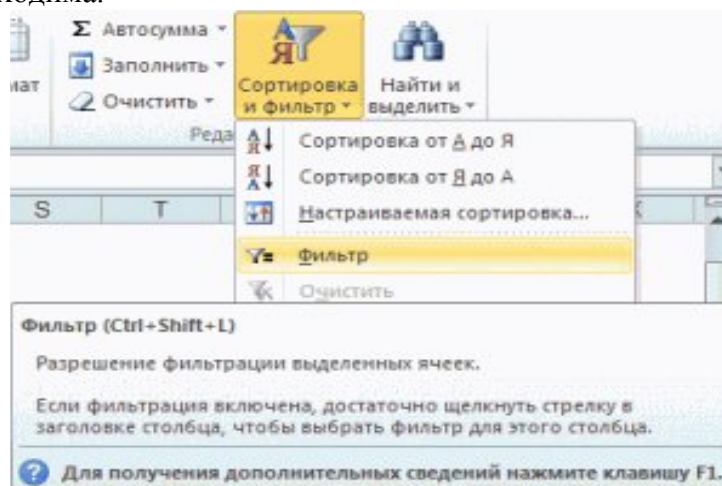 Σ Автосумма
Заполнить
Очистить
Сортировка
и фильтр
Найти и
выделить
мат
Реда
Сортировка от А до Я
Сортировка от Я до А
Настраиваемая сортировка...
S T
Фильтр
Очистить
Фильтр (Ctrl+Shift+L)
Разрешение фильтрации выделенных ячеек.
Если фильтрация включена, достаточно щелкнуть стрелку в
заголовке столбца, чтобы выбрать фильтр для этого столбца.
Для получения дополнительных сведений нажмите клавишу F1.